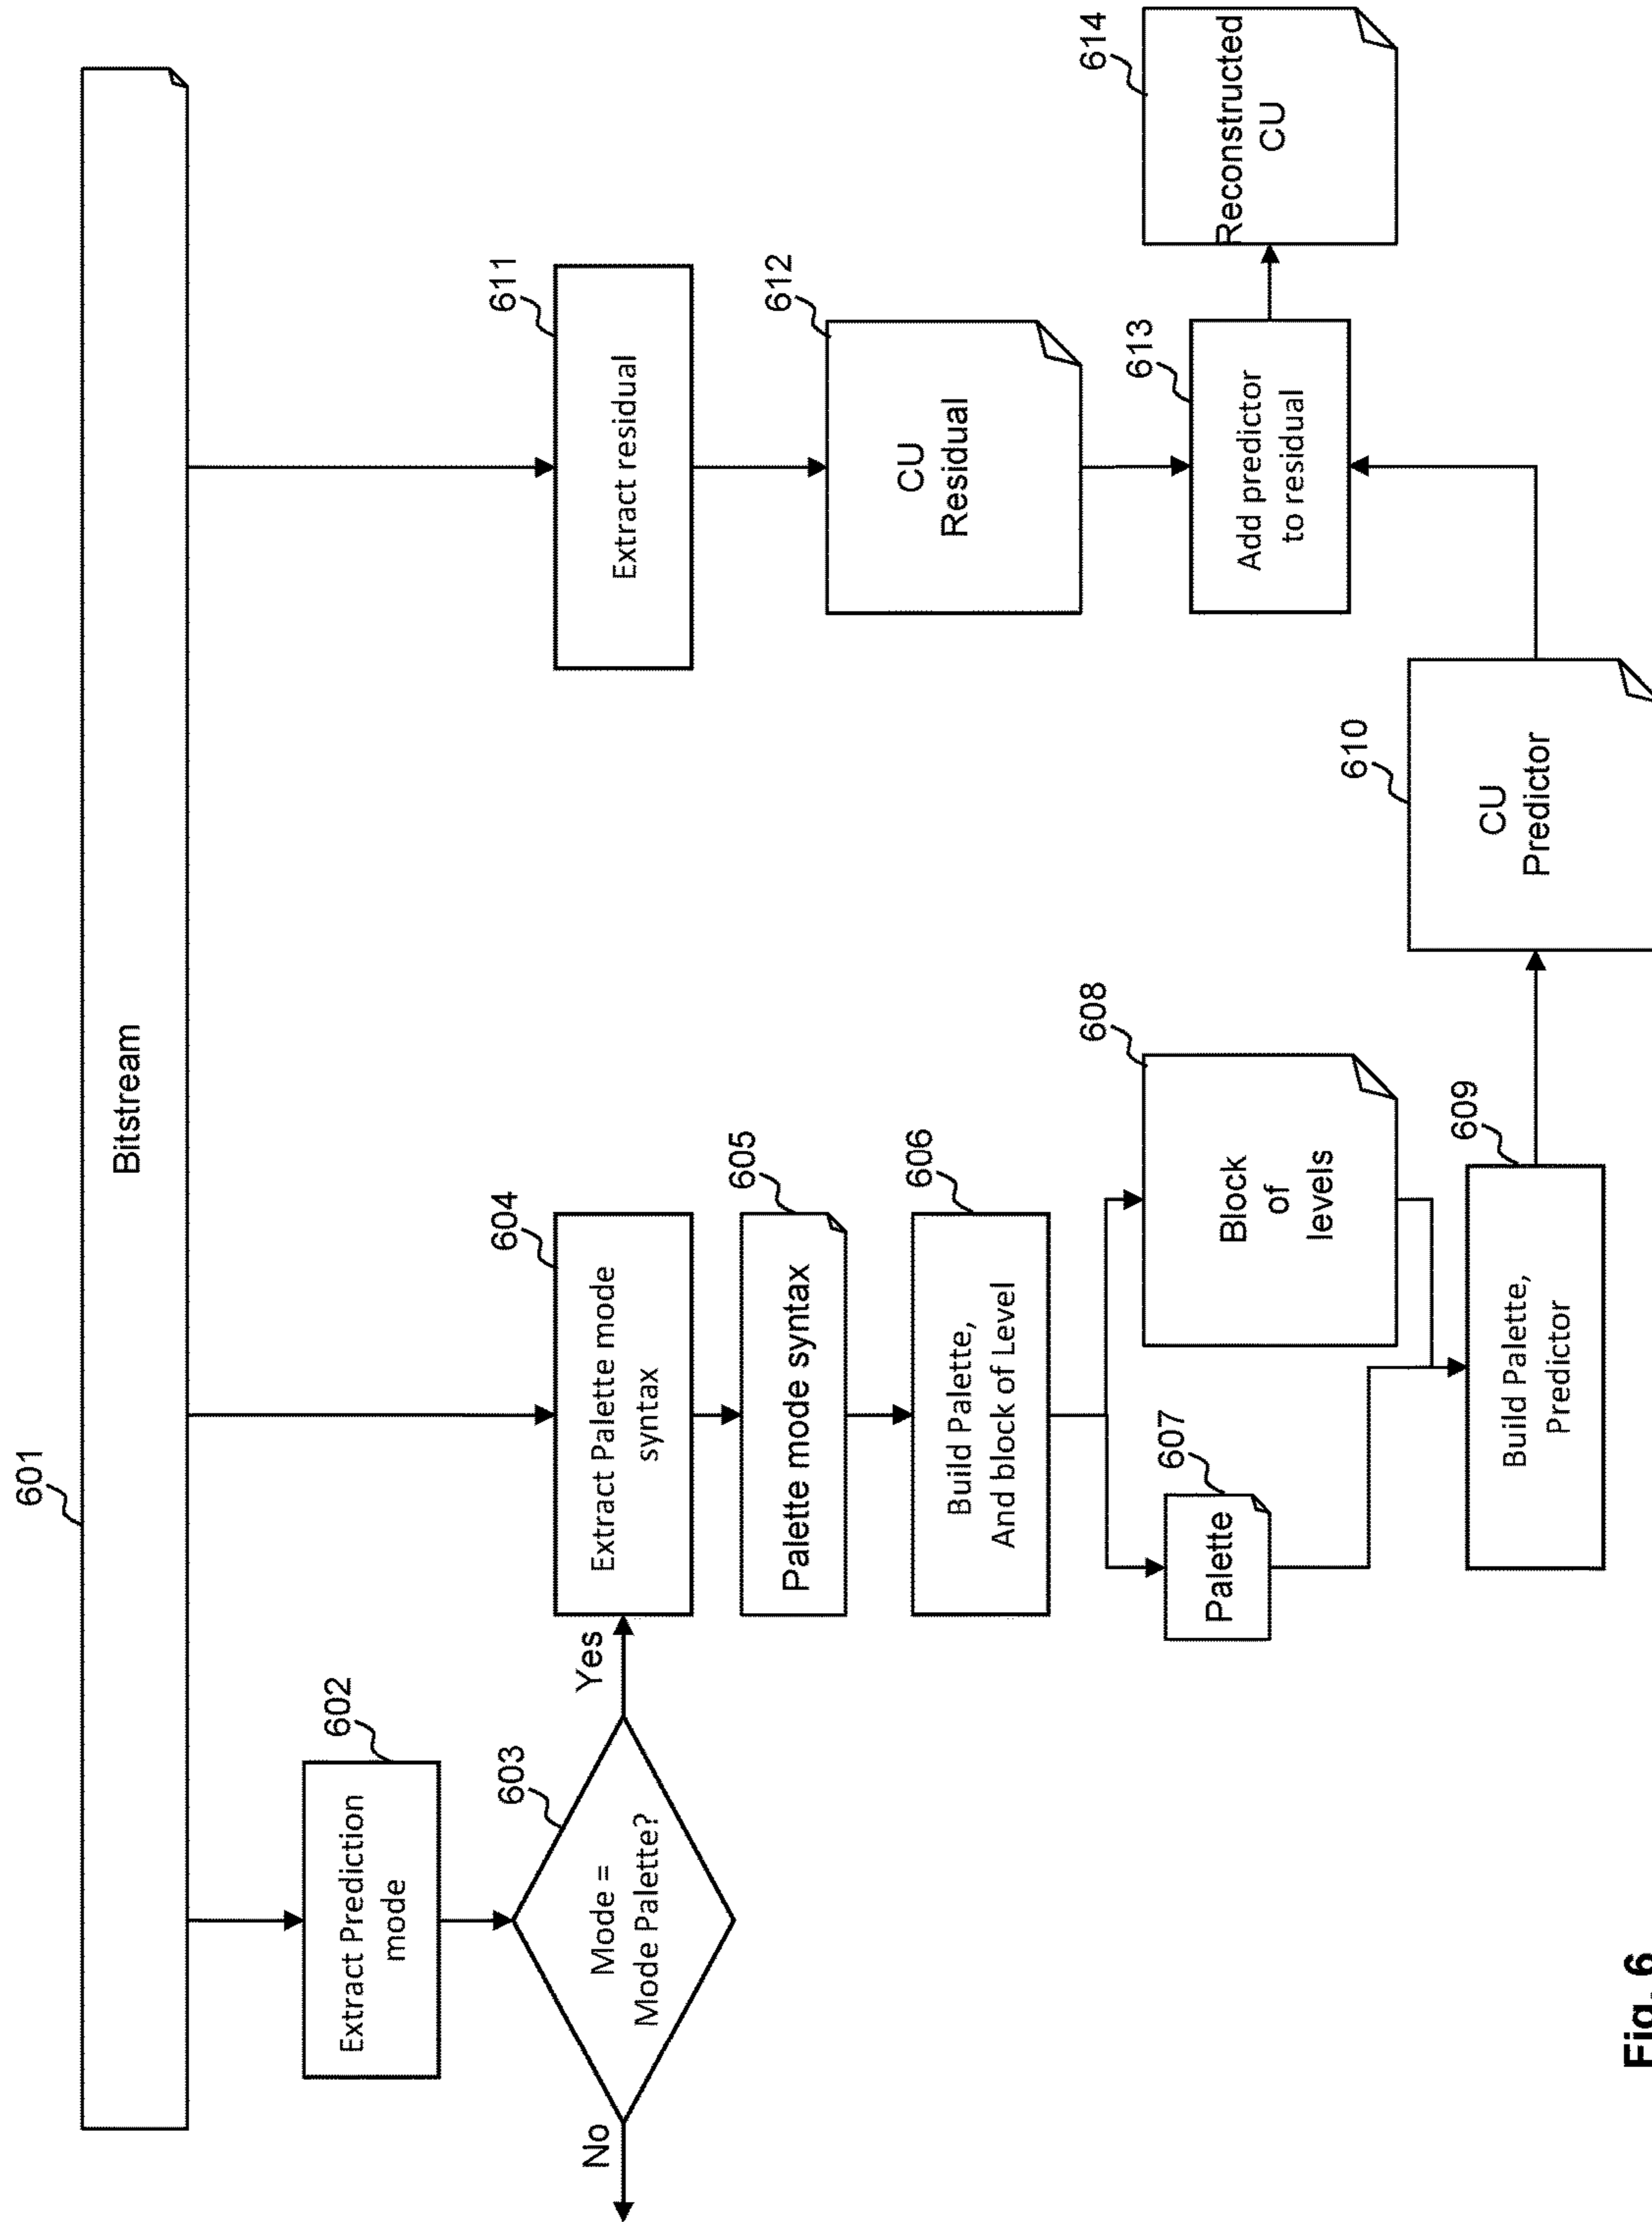 601
Bitstream
602
Extract Prediction
mode
603
Mode =
Mode Palette?
No
Yes
604
Extract Palette mode
syntax
605
Palette mode syntax
606
Build Palette,
And block of Level
607
Palette
608
Block
of
levels
609
Build Palette,
Predictor
610
CU
Predictor
611
Extract residual
612
CU
Residual
613
Add predictor
to residual
614
Reconstructed
CU
Fig. 6